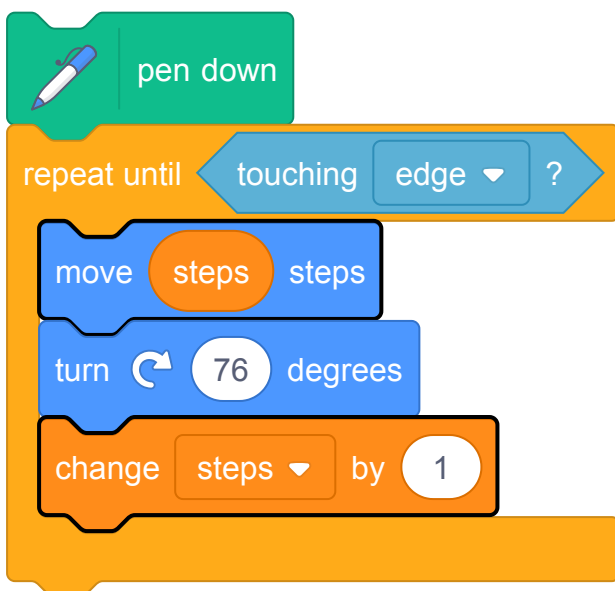 pen down
repeat until touching edge ?
move steps steps
turn 76 degrees
change steps by 1